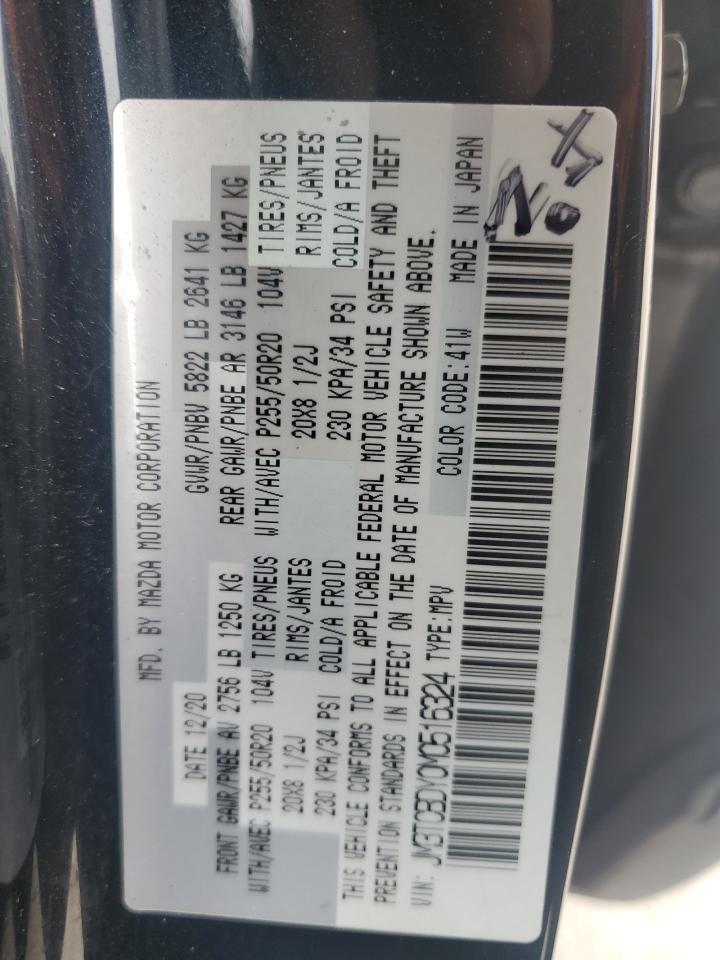 MFD. BY MAZDA MOTOR CORPORATION
DATE 12/20 GVWR/PNBV 5822 LB 2641 KG
FRONT GAWR/PNBE AV 2756 LB 1250 KG REAR GAWR/PNBE AR 3146 LB 1427 KG
WITH/AVEC P255/50R20 104V TIRES/PNEUS WITH/AVEC P255/50R20 104V TIRES/PNEUS
20X8 1/2J RIMS/JANTES 20X8 1/2J RIMS/JANTES
230 KPA/34 PSI COLD/A FROID 230 KPA/34 PSI COLD/A FROID
THIS VEHICLE CONFORMS TO ALL APPLICABLE FEDERAL MOTOR VEHICLE SAFETY AND THEFT
PREVENTION STANDARDS IN EFFECT ON THE DATE OF MANUFACTURE SHOWN ABOVE.
VIN: JM3TCBDY0M0516324 TYPE:MPV COLOR CODE:41W MADE IN JAPAN